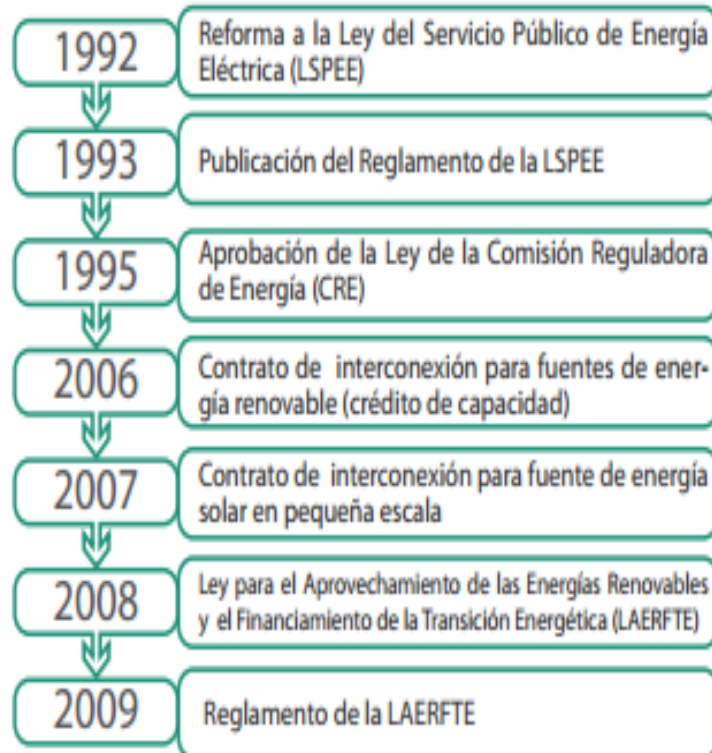 1992
Reforma a la Ley del Servicio Público de Energía
Eléctrica (LSPEE)
1993
Publicación del Reglamento de la LSPEE
1995
Aprobación de la Ley de la Comisión Reguladora
de Energía (CRE)
2006
Contrato de interconexión para fuentes de ener-
gía renovable (crédito de capacidad)
2007
Contrato de interconexión para fuente de energía
solar en pequeña escala
2008
Ley para el Aprovechamiento de las Energías Renovables
y el Financiamiento de la Transición Energética (LAERFTE)
2009
Reglamento de la LAERFTE